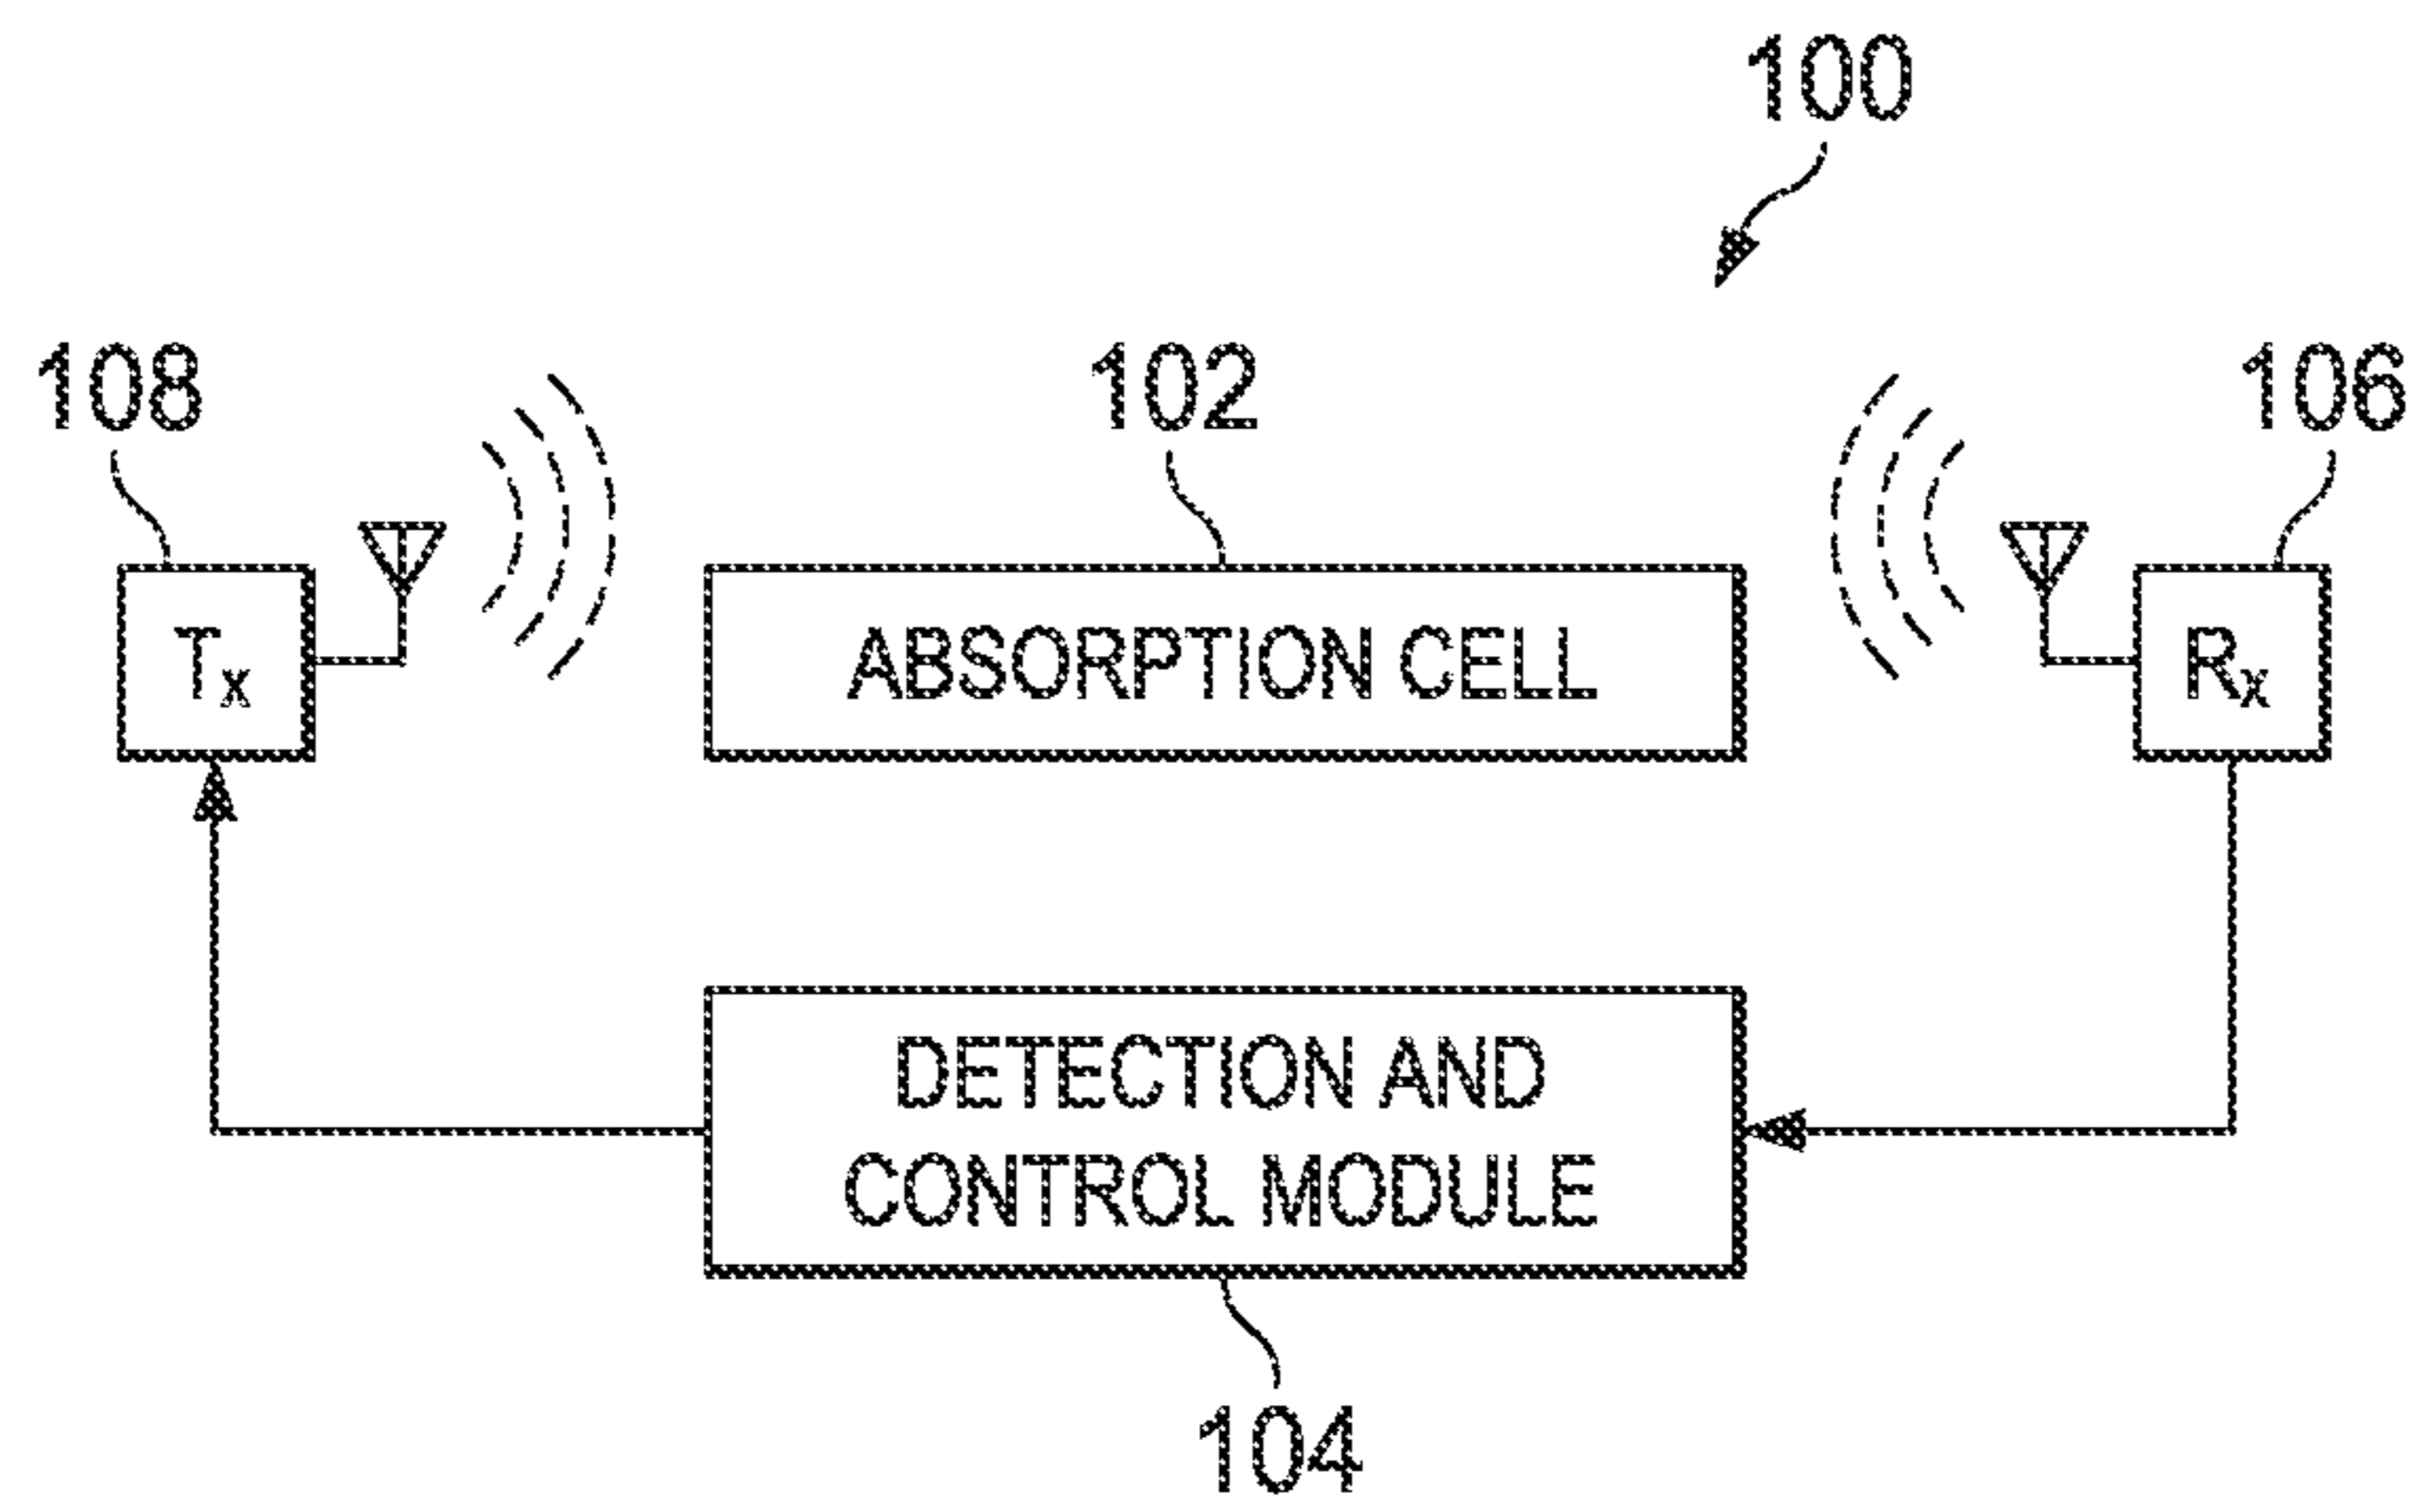 100
108
102
106
Tx
ABSORPTION CELL
Rx
DETECTION AND
CONTROL MODULE
104